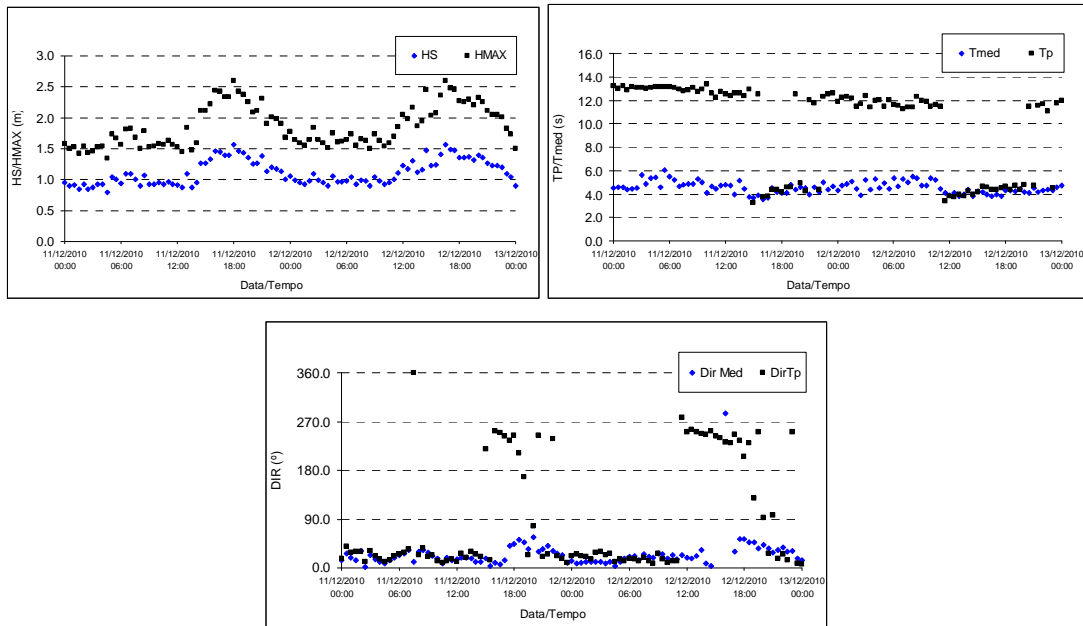 HS HMAX
3.0
2.5
2.0
1.5
1.0
0.5
0.0
HS/HMAX (m)
11/12/2010 11/12/2010 11/12/2010 11/12/2010 12/12/2010 12/12/2010 12/12/2010 12/12/2010 13/12/2010
00:00 06:00 12:00 18:00 00:00 06:00 12:00 18:00 00:00
Data/Tempo
Tmed Tp
16.0
14.0
12.0
10.0
8.0
6.0
4.0
2.0
0.0
TP/Tmed (s)
11/12/2010 11/12/2010 11/12/2010 11/12/2010 12/12/2010 12/12/2010 12/12/2010 12/12/2010 13/12/2010
00:00 06:00 12:00 18:00 00:00 06:00 12:00 18:00 00:00
Data/Tempo
Dir Med DirTp
360.0
270.0
180.0
90.0
0.0
DIR (º)
11/12/2010 11/12/2010 11/12/2010 11/12/2010 12/12/2010 12/12/2010 12/12/2010 12/12/2010 13/12/2010
00:00 06:00 12:00 18:00 00:00 06:00 12:00 18:00 00:00
Data/Tempo